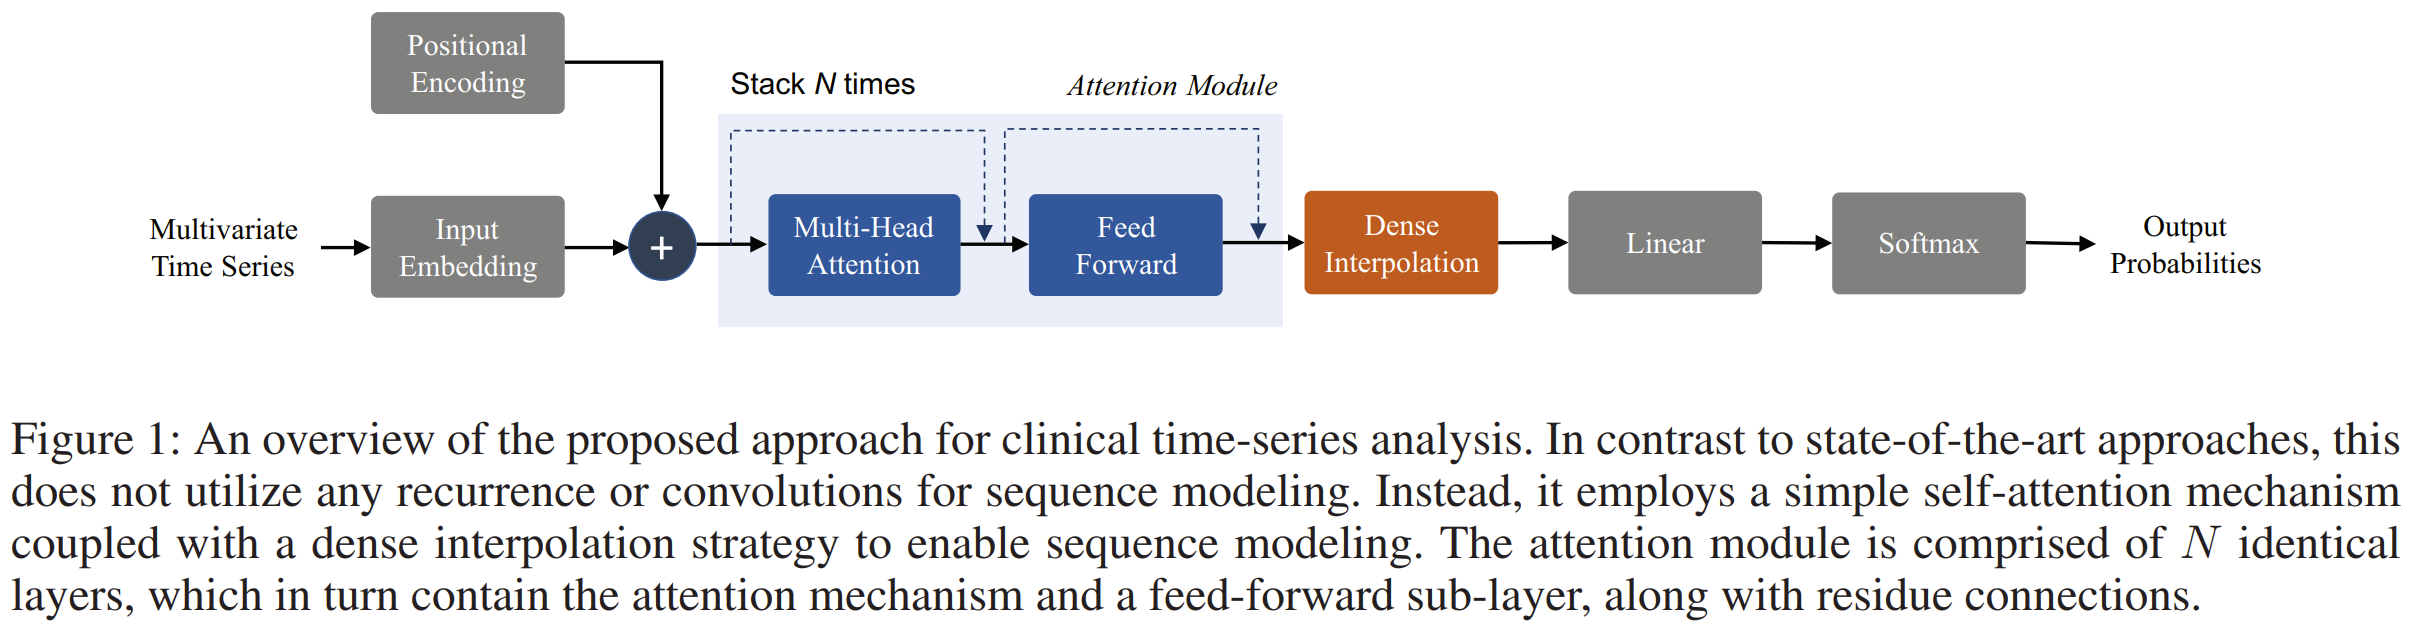 Positional
Encoding
Stack N times
Attention Module
Multivariate
Time Series
Input
Embedding
+
Multi-Head
Attention
Feed
Forward
Dense
Interpolation
Linear
Softmax
Output
Probabilities
Figure 1: An overview of the proposed approach for clinical time-series analysis. In contrast to state-of-the-art approaches, this
does not utilize any recurrence or convolutions for sequence modeling. Instead, it employs a simple self-attention mechanism
coupled with a dense interpolation strategy to enable sequence modeling. The attention module is comprised of N identical
layers, which in turn contain the attention mechanism and a feed-forward sub-layer, along with residue connections.